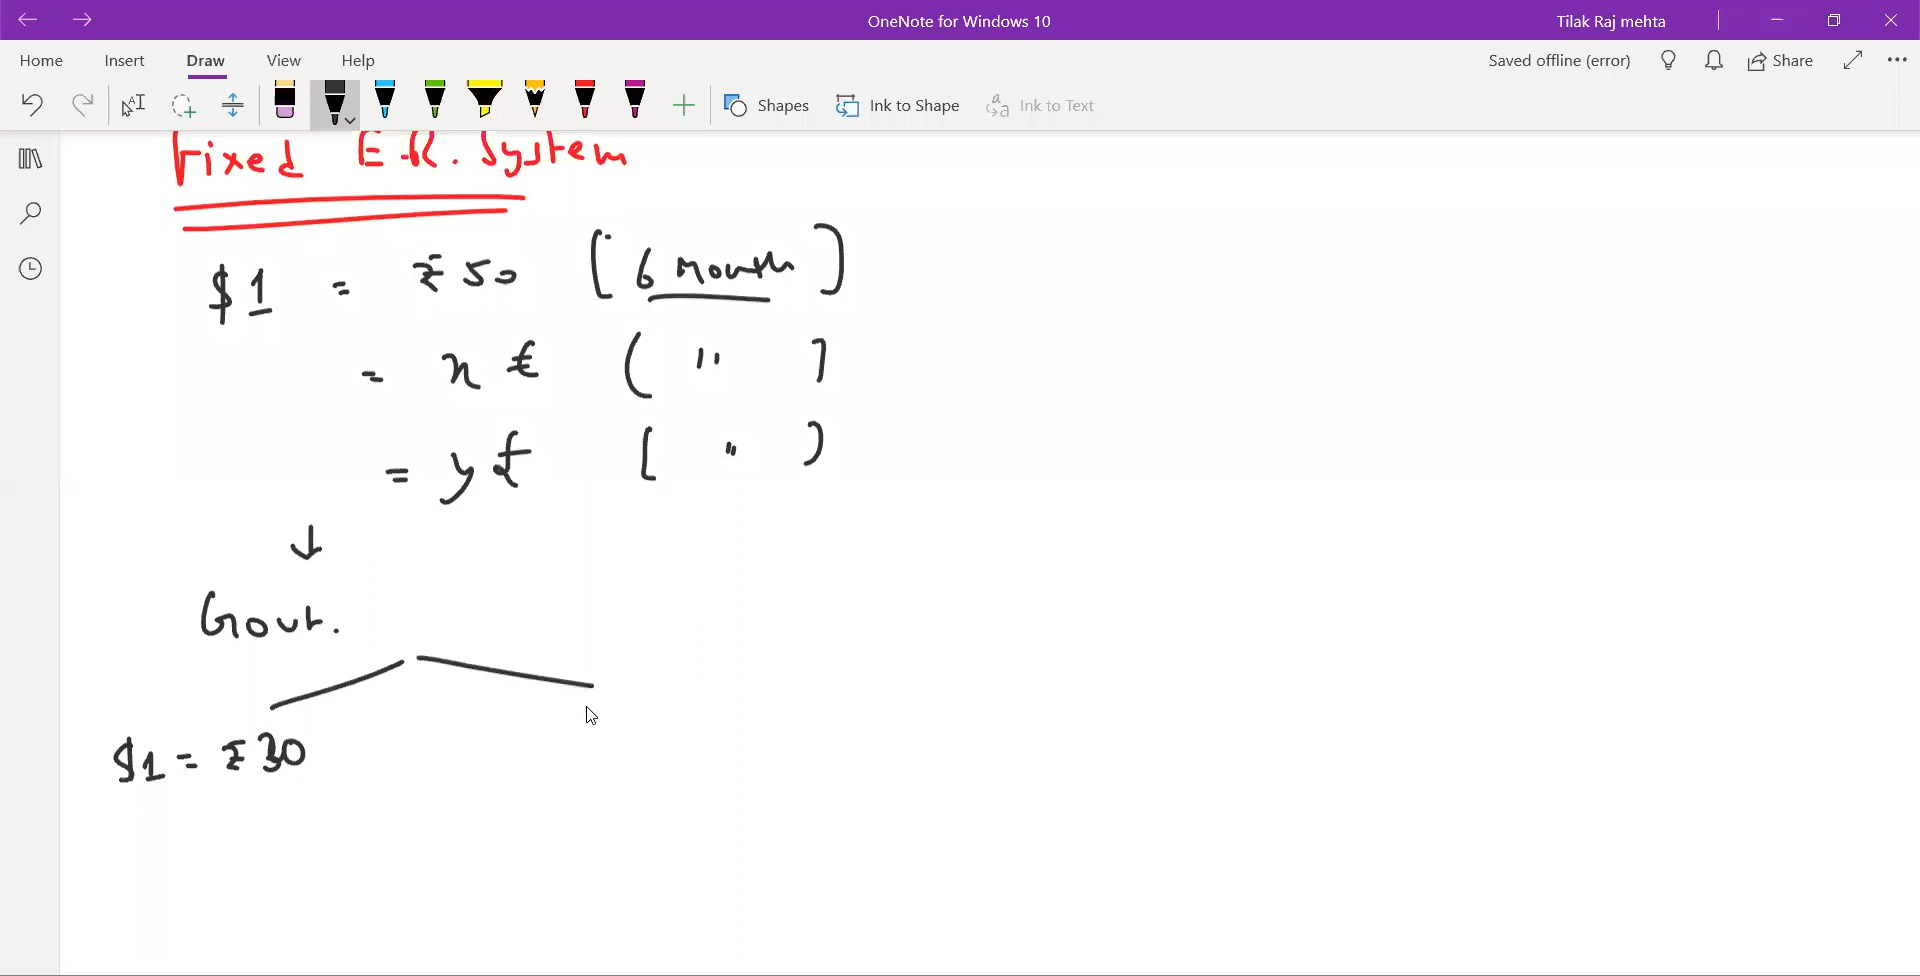 OneNote for Windows 10
Tilak Raj mehta
Home Insert Draw View Help
Saved offline (error) Share
Shapes Ink to Shape Ink to Text
Fixed E.R. System
$1 = ₹50 [6 Month]
= x € ( " ]
= y £ [ " )
Govt.
$1 = ₹30